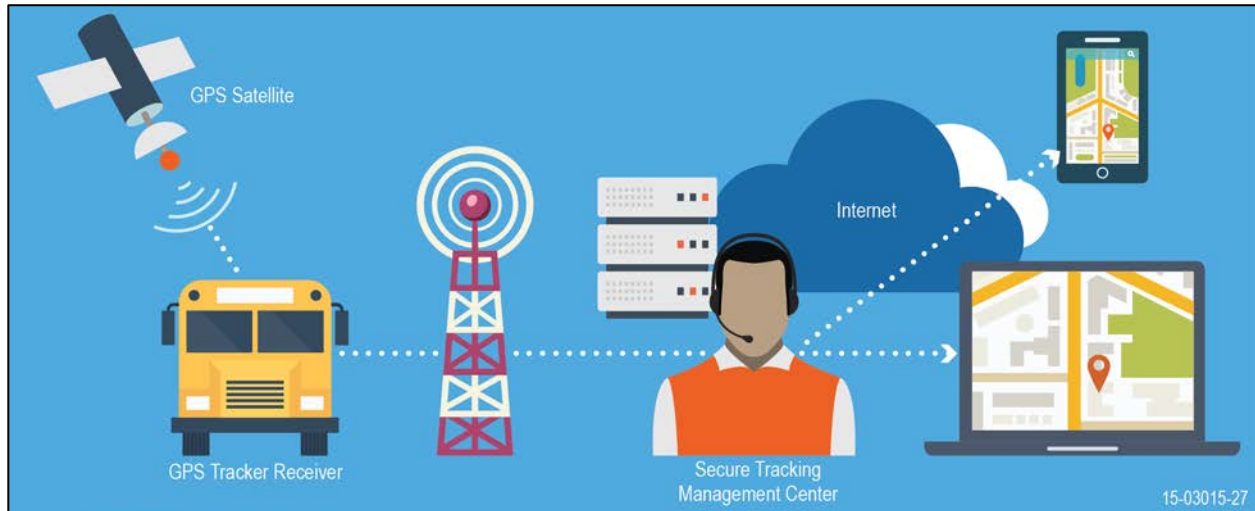 GPS Satellite
Internet
GPS Tracker Receiver
Secure Tracking
Management Center
15-03015-27